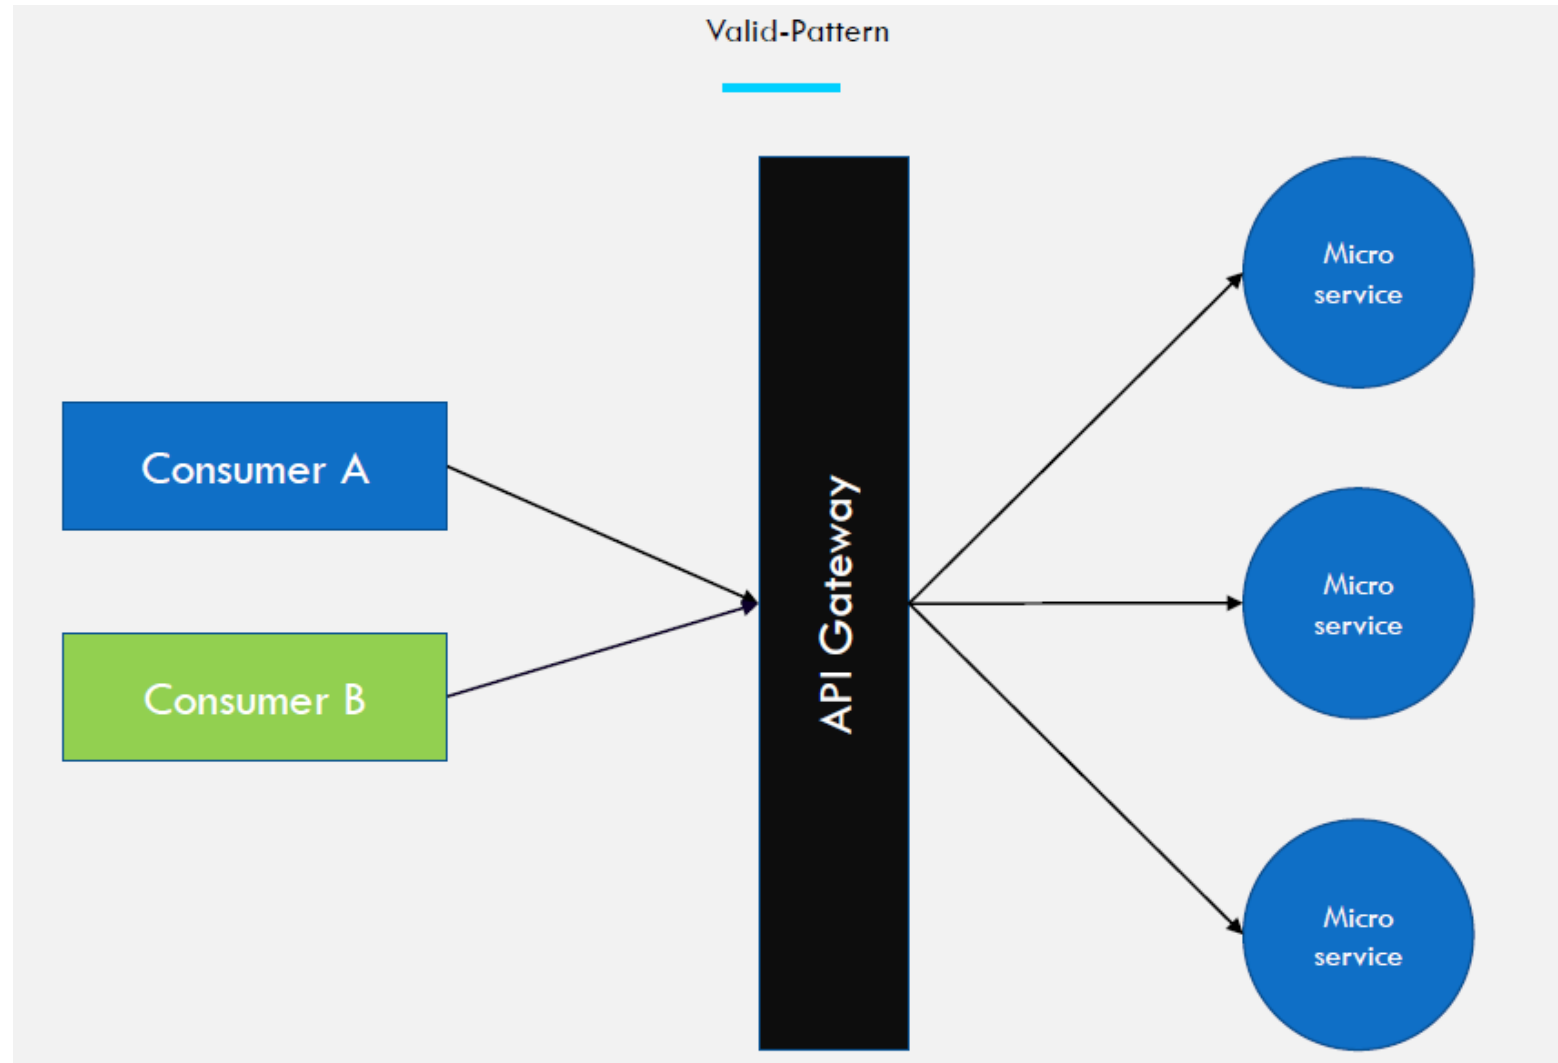 Valid-Pattern
Consumer A
Consumer B
API Gateway
Micro
service
Micro
service
Micro
service